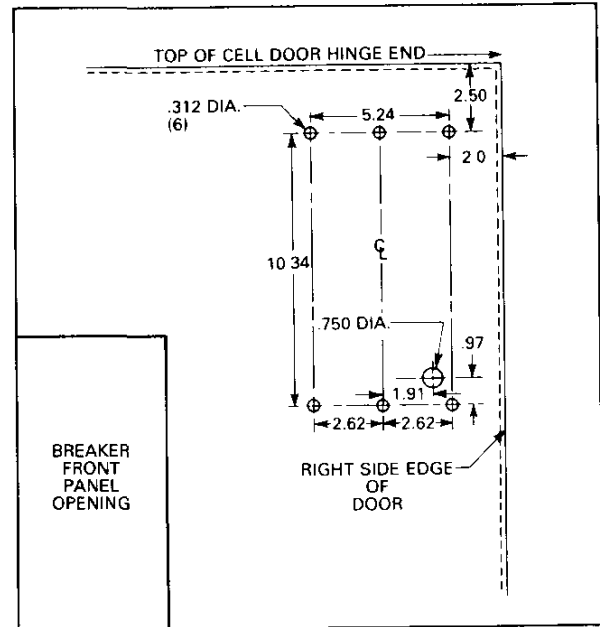 TOP OF CELL DOOR HINGE END
2.50
.312 DIA.
(6)
5.24
2 0
10 34
℄
.750 DIA.
.97
1.91
2.62
2.62
BREAKER
FRONT
PANEL
OPENING
RIGHT SIDE EDGE
OF
DOOR